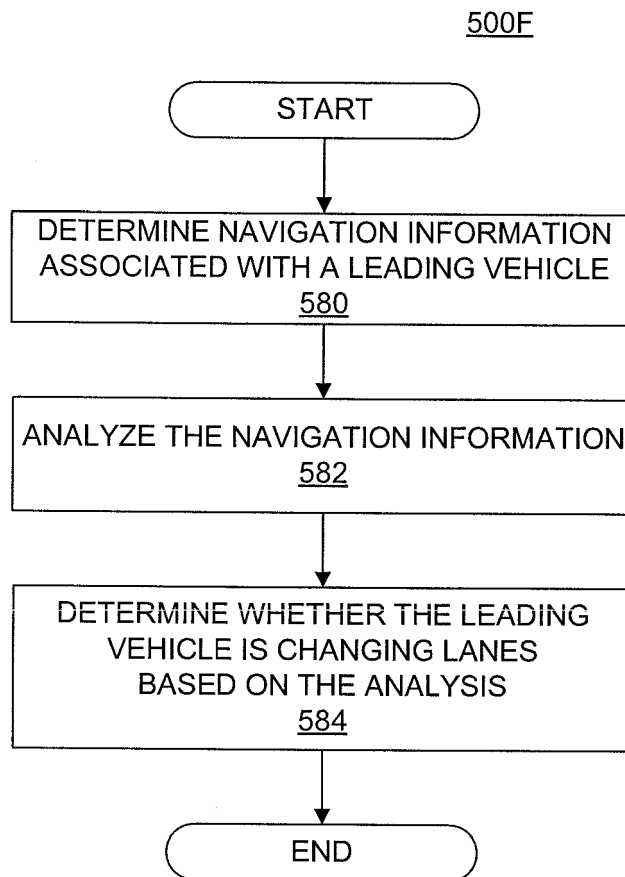 500F
START
DETERMINE NAVIGATION INFORMATION
ASSOCIATED WITH A LEADING VEHICLE
580
ANALYZE THE NAVIGATION INFORMATION
582
DETERMINE WHETHER THE LEADING
VEHICLE IS CHANGING LANES
BASED ON THE ANALYSIS
584
END